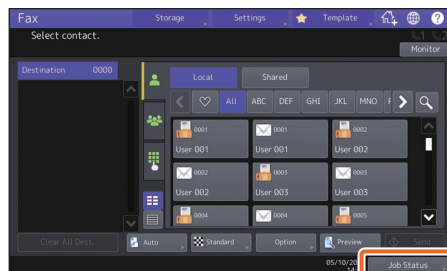 Fax Storage Settings Template
Select contact.
Monitor
Destination 0000
Local Shared
All ABC DEF GHI JKL MNO
0001 0001 0002
User 001 User 001 User 002
0002 0003 0003
User 002 User 003 User 003
0004 0004 0005
Clear All Dest. Auto Standard Option Preview Send
Job Status